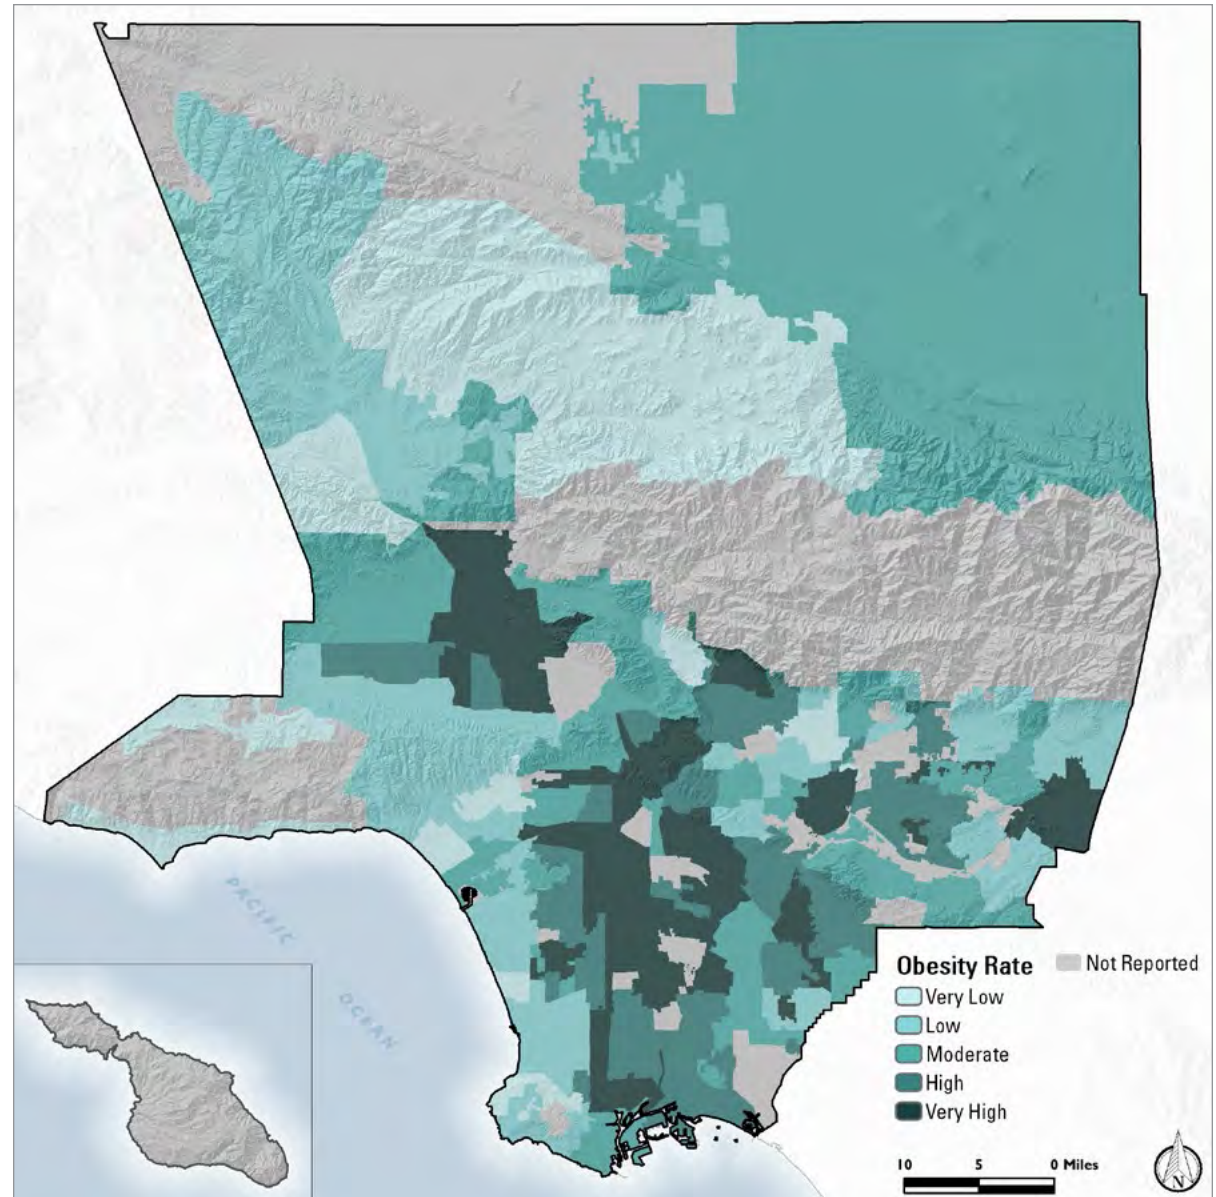 PACIFIC
OCEAN
Obesity Rate
Not Reported
Very Low
Low
Moderate
High
Very High
10 5 0 Miles
N